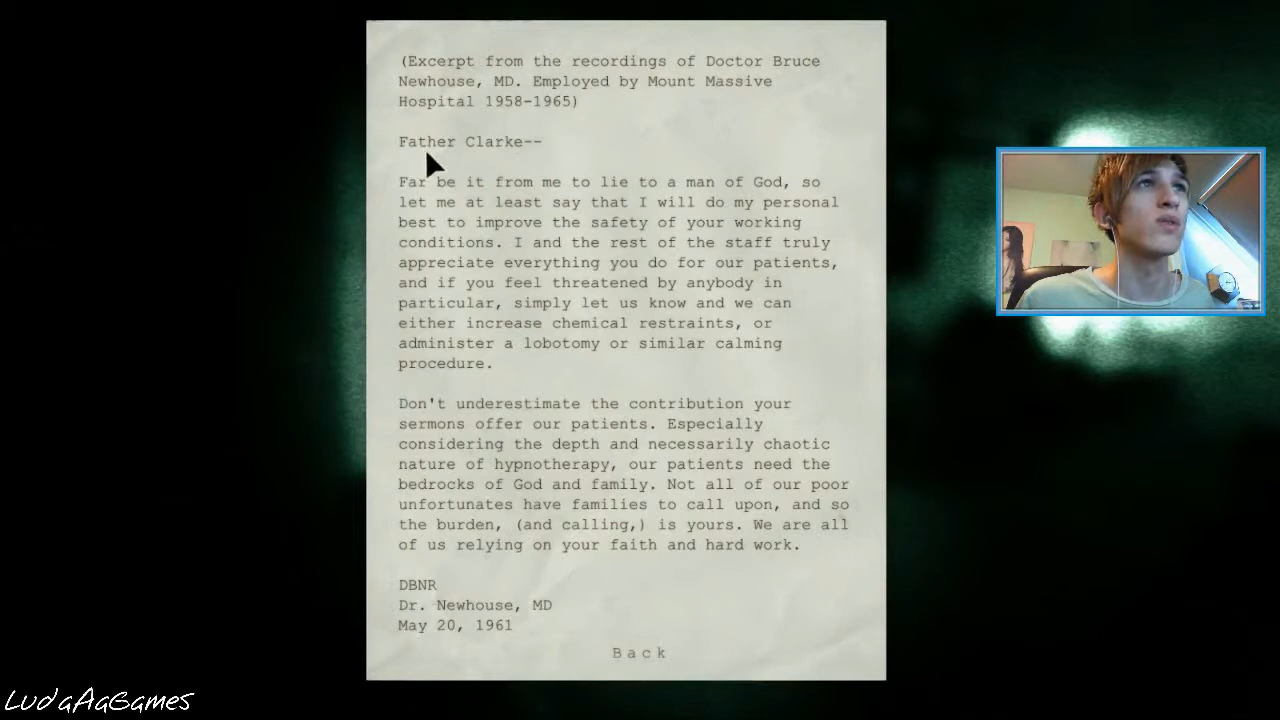 (Excerpt from the recordings of Doctor Bruce
Newhouse, MD. Employed by Mount Massive
Hospital 1958-1965)
Father Clarke--
Far be it from me to lie to a man of God, so
let me at least say that I will do my personal
best to improve the safety of your working
conditions. I and the rest of the staff truly
appreciate everything you do for our patients,
and if you feel threatened by anybody in
particular, simply let us know and we can
either increase chemical restraints, or
administer a lobotomy or similar calming
procedure.
Don't underestimate the contribution your
sermons offer our patients. Especially
considering the depth and necessarily chaotic
nature of hypnotherapy, our patients need the
bedrocks of God and family. Not all of our poor
unfortunates have families to call upon, and so
the burden, (and calling,) is yours. We are all
of us relying on your faith and hard work.
DBNR
Dr. Newhouse, MD
May 20, 1961
Back
LudaAaGames